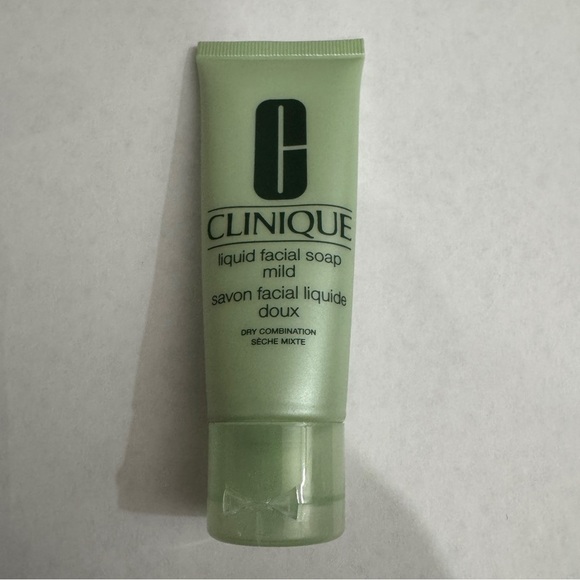 C
CLINIQUE
liquid facial soap
mild
savon facial liquide
doux
DRY COMBINATION
SÈCHE MIXTE